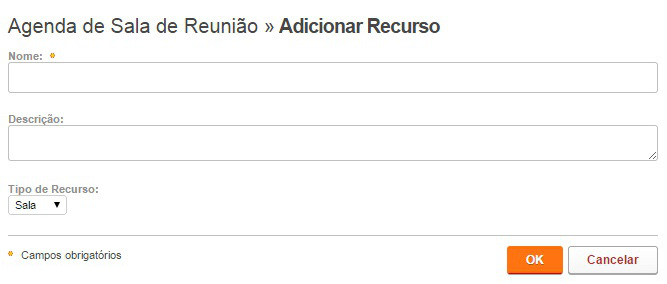 Agenda de Sala de Reunião » Adicionar Recurso
Nome: *
Descrição:
Tipo de Recurso:
Sala
* Campos obrigatórios
OK Cancelar